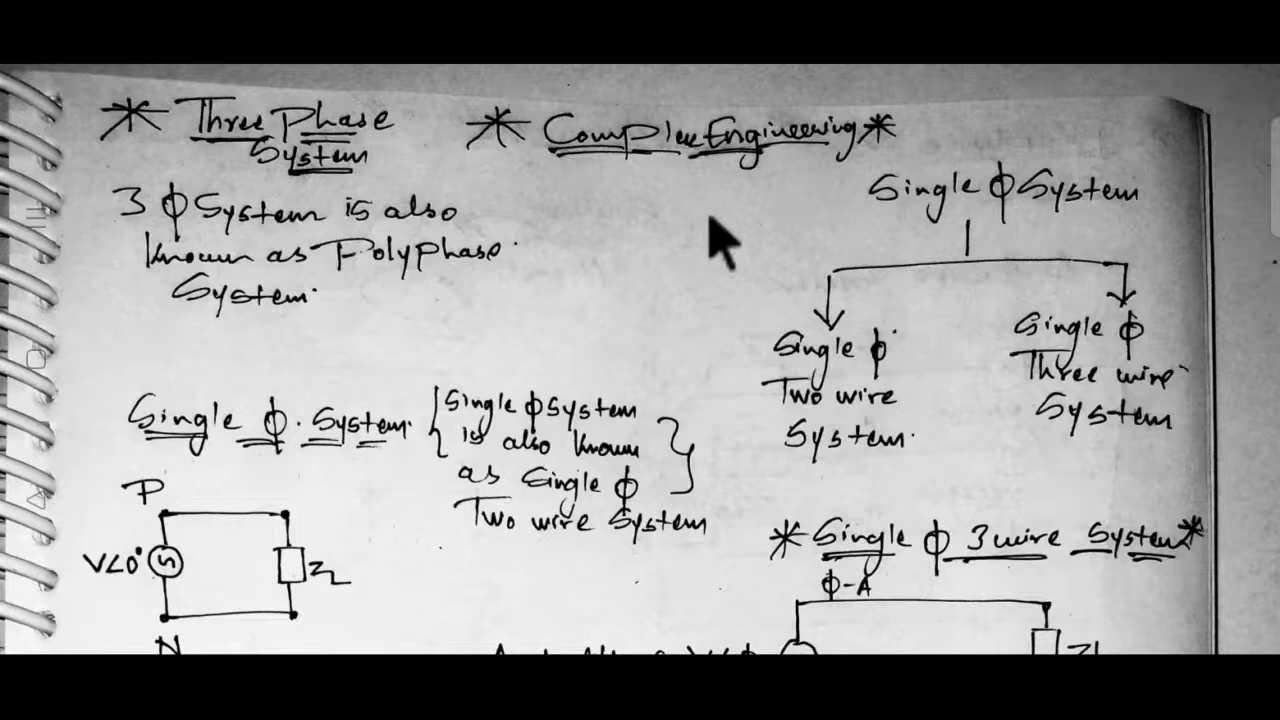 * Three Phase
System
* Complex Engineering *
3 ϕ System is also
known as Polyphase
System.
Single ϕ System
Single ϕ
Two wire
System.
Single ϕ
Three wire
System
Single ϕ. System.
{Single ϕ System
is also known
as Single ϕ
Two wire System}
P
V∠0°
ZL
N
* Single ϕ 3 wire System *
ϕ-A
ZL